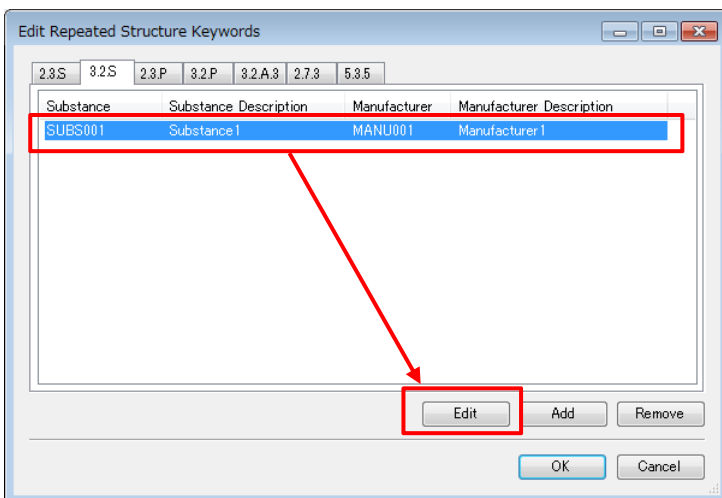 Edit Repeated Structure Keywords
2.3.S 3.2.S 2.3.P 3.2.P 3.2.A.3 2.7.3 5.3.5
Substance Substance Description Manufacturer Manufacturer Description
SUBS001 Substance1 MANU001 Manufacturer1
Edit Add Remove
OK Cancel